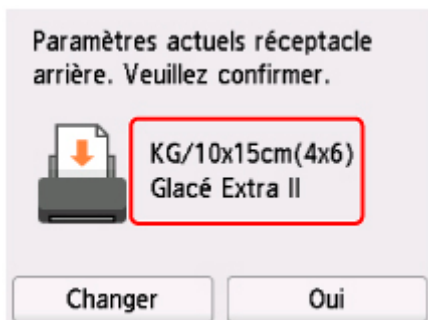 Paramètres actuels réceptacle
arrière. Veuillez confirmer.
KG/10x15cm(4x6)
Glacé Extra II
Changer
Oui